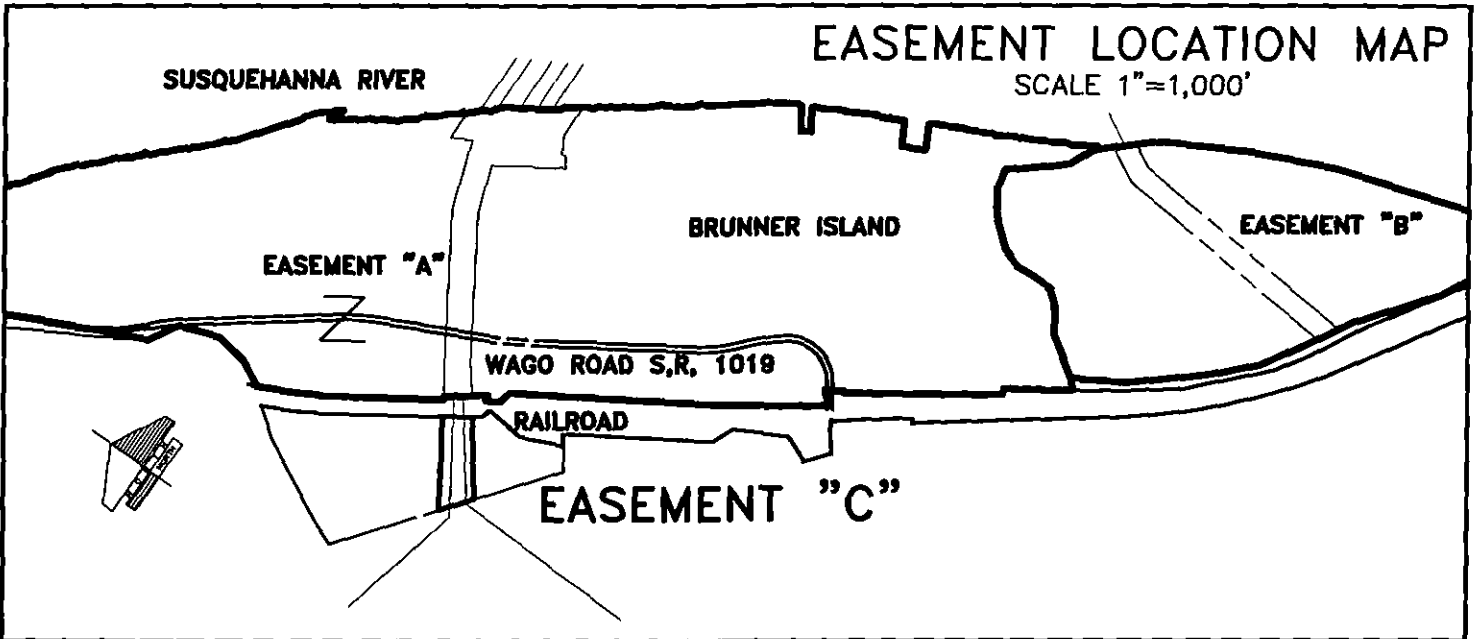 EASEMENT LOCATION MAP
SCALE 1"=1,000'
SUSQUEHANNA RIVER
BRUNNER ISLAND
EASEMENT "B"
EASEMENT "A"
WAGO ROAD S,R, 1019
RAILROAD
EASEMENT "C"